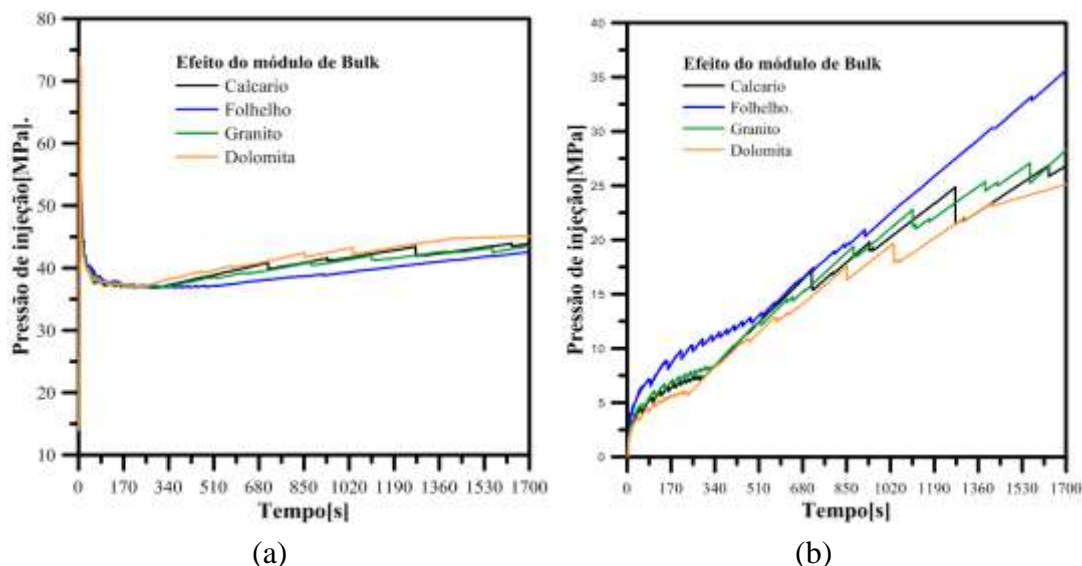 Efeito do módulo de Bulk
Calcario
Folhelho
Granito
Dolomita
Pressão de injeção[MPa].
80
70
60
50
40
30
20
10
0 170 340 510 680 850 1020 1190 1360 1530 1700
Tempo[s]
(a)
Efeito do módulo de Bulk
Calcario
Folhelho.
Granito
Dolomita
Pressão de injeção[MPa]
40
35
30
25
20
15
10
5
0
0 170 340 510 680 850 1020 1190 1360 1530 1700
Tempo[s]
(b)